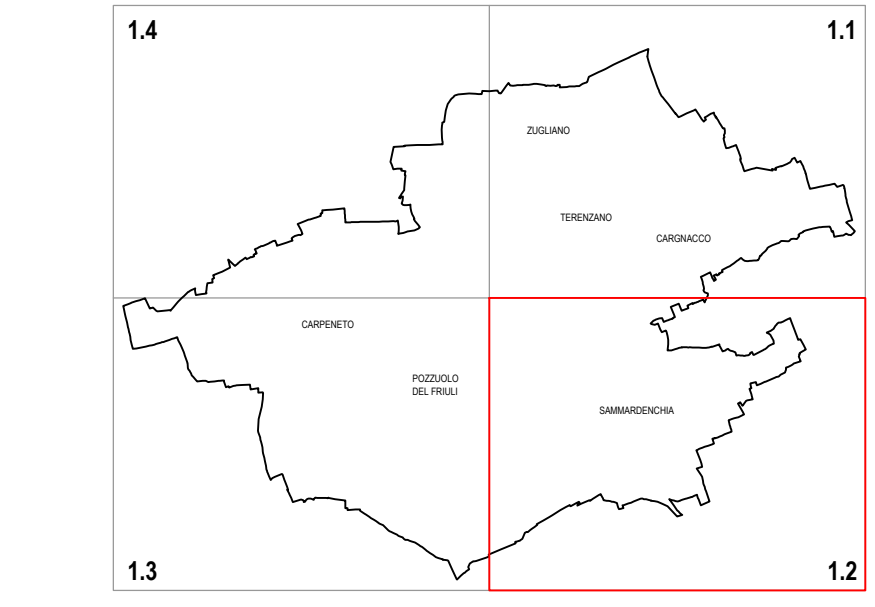 1.4
1.1
ZUGLIANO
TERENZANO
CARGNACCO
CARPENETO
POZZUOLO
DEL FRIULI
SAMMARDENCHIA
1.3
1.2